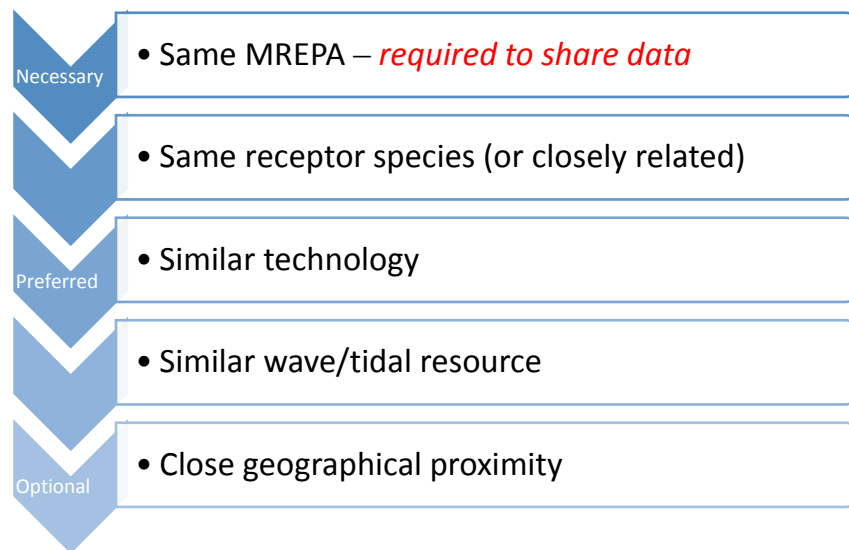 Necessary
• Same MREPA – required to share data
• Same receptor species (or closely related)
Preferred
• Similar technology
• Similar wave/tidal resource
Optional
• Close geographical proximity